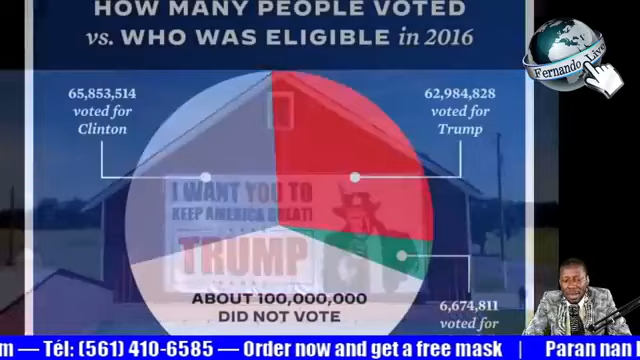 HOW MANY PEOPLE VOTED
vs. WHO WAS ELIGIBLE in 2016
65,853,514
voted for
Clinton
62,984,828
voted for
Trump
I WANT YOU TO
KEEP AMERICA GREAT!
TRUMP
ABOUT 100,000,000
DID NOT VOTE
6,674,811
voted for
Fernando Live
m — Tél: (561) 410-6585 — Order now and get a free mask | Paran nan